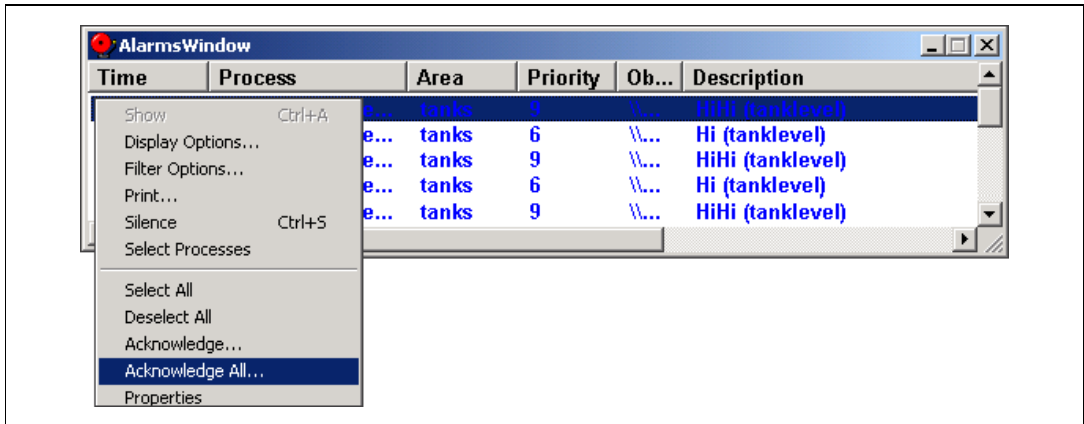 AlarmsWindow
Time Process Area Priority Ob... Description
e... tanks 9 \\... HiHi (tanklevel)
e... tanks 6 \\... Hi (tanklevel)
e... tanks 9 \\... HiHi (tanklevel)
e... tanks 6 \\... Hi (tanklevel)
e... tanks 9 \\... HiHi (tanklevel)
Show Ctrl+A
Display Options...
Filter Options...
Print...
Silence Ctrl+S
Select Processes
Select All
Deselect All
Acknowledge...
Acknowledge All...
Properties